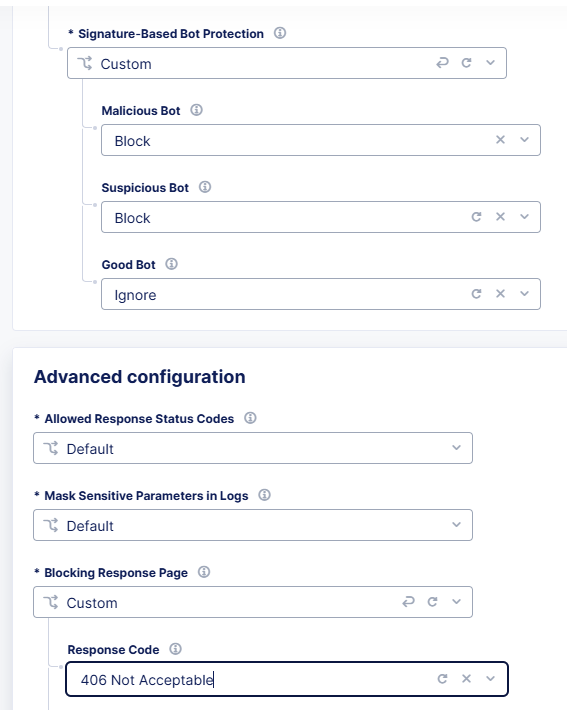 * Signature-Based Bot Protection
Custom
Malicious Bot
Block
Suspicious Bot
Block
Good Bot
Ignore
Advanced configuration
* Allowed Response Status Codes
Default
* Mask Sensitive Parameters in Logs
Default
* Blocking Response Page
Custom
Response Code
406 Not Acceptable